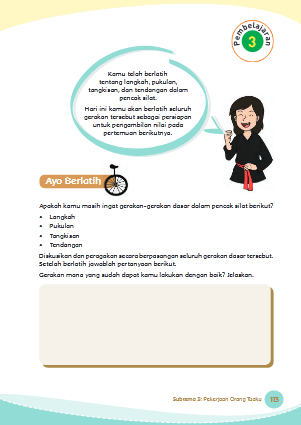 Pembelajaran
3
Kamu telah berlatih
tentang langkah, pukulan,
tangkisan, dan tendangan dalam
pencak silat.
Hari ini kamu akan berlatih seluruh
gerakan tersebut sebagai persiapan
untuk pengambilan nilai pada
pertemuan berikutnya.
Ayo Berlatih
Apakah kamu masih ingat gerakan-gerakan dasar dalam pencak silat berikut?
• Langkah
• Pukulan
• Tangkisan
• Tendangan
Diskusikan dan peragakan secara berpasangan seluruh gerakan dasar tersebut.
Setelah berlatih jawablah pertanyaan berikut.
Gerakan mana yang sudah dapat kamu lakukan dengan baik? Jelaskan.
Subtema 3: Pekerjaan Orang Tuaku
113